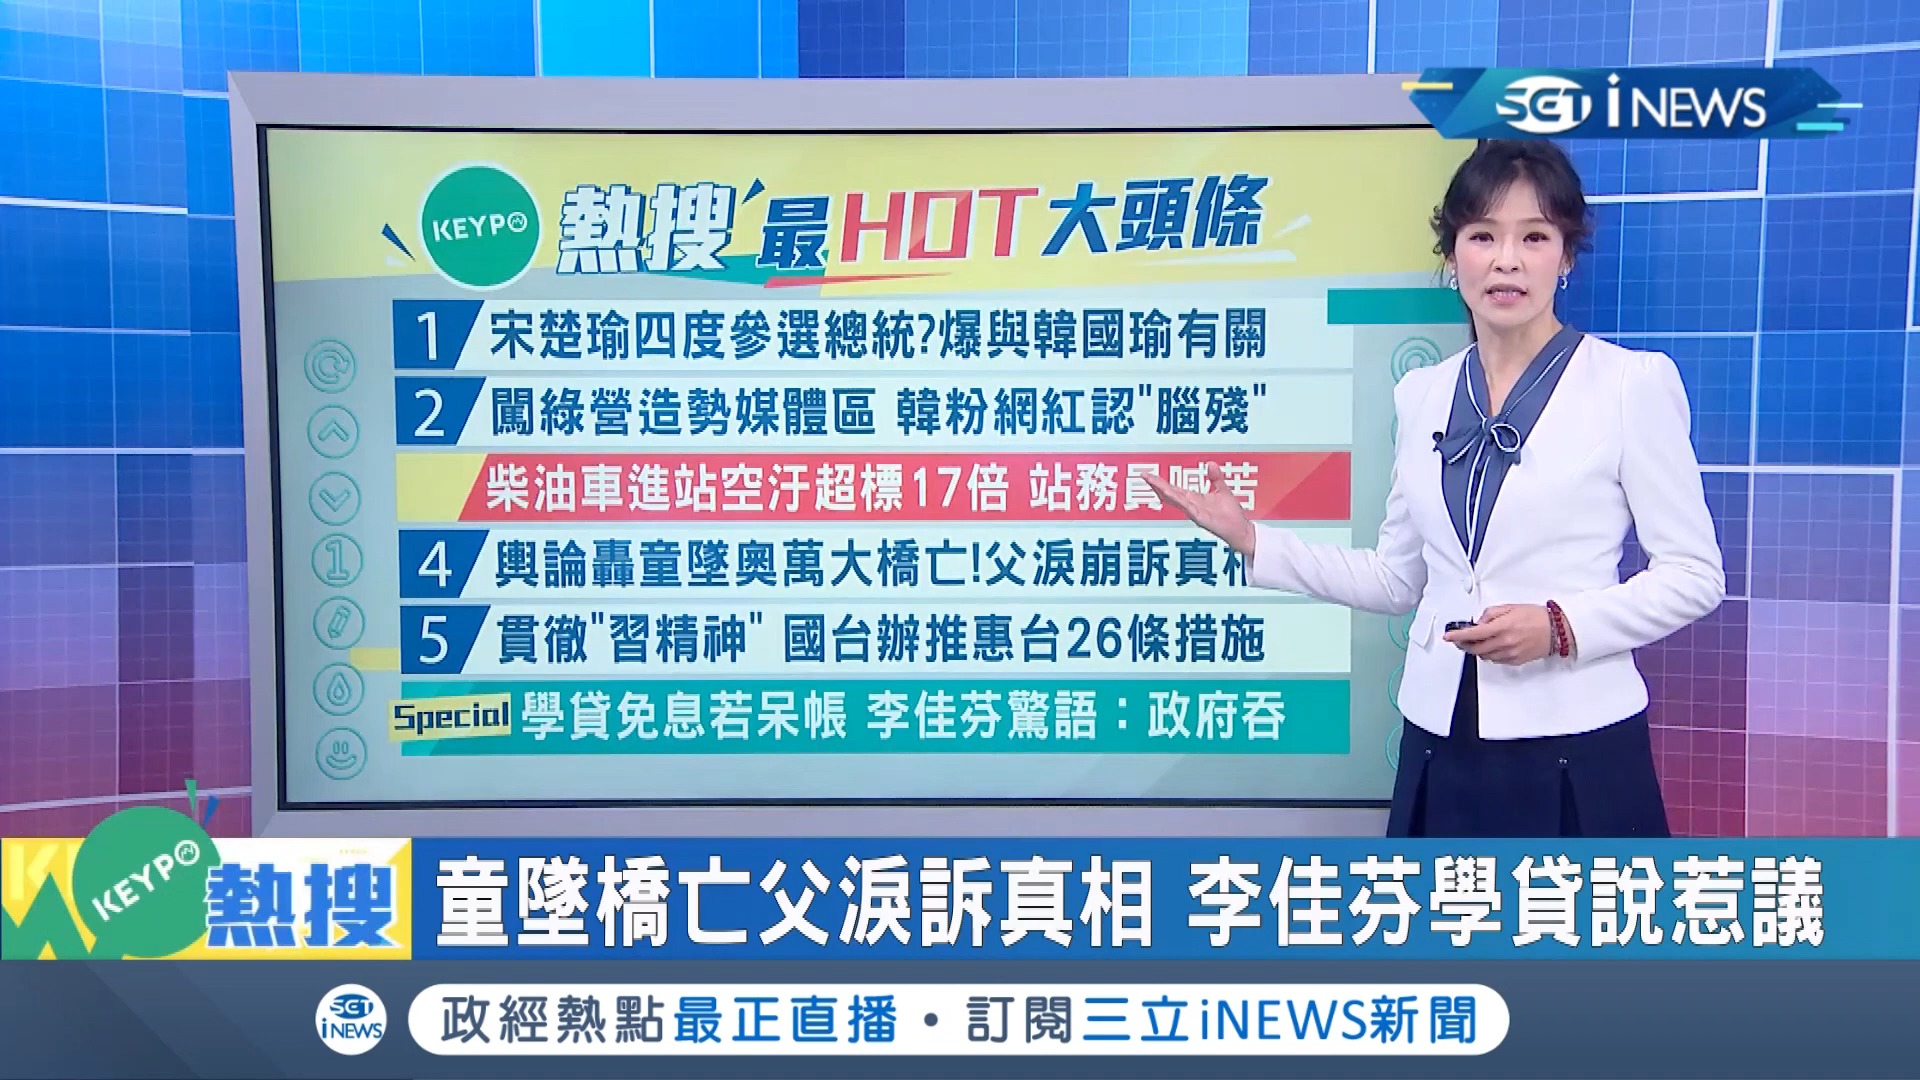 SET iNEWS
KEYPO 熱搜 最HOT大頭條
1 宋楚瑜四度參選總統?爆與韓國瑜有關
2 闖綠營造勢媒體區 韓粉網紅認"腦殘"
柴油車進站空汙超標17倍 站務員喊苦
4 輿論轟童墜奧萬大橋亡!父淚崩訴真相
5 貫徹"習精神" 國台辦推惠台26條措施
Special 學貸免息若呆帳 李佳芬驚語：政府吞
KEYPO 熱搜
童墜橋亡父淚訴真相 李佳芬學貸說惹議
SET iNEWS 政經熱點最正直播・訂閱三立iNEWS新聞